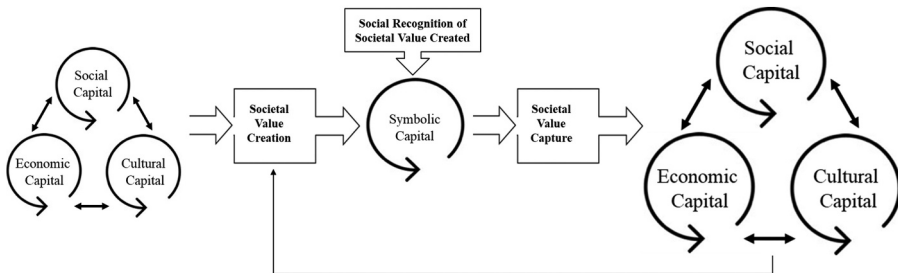 Social
Capital
Economic
Capital
Cultural
Capital
Societal
Value
Creation
Social Recognition of
Societal Value Created
Symbolic
Capital
Societal
Value
Capture
Social
Capital
Economic
Capital
Cultural
Capital